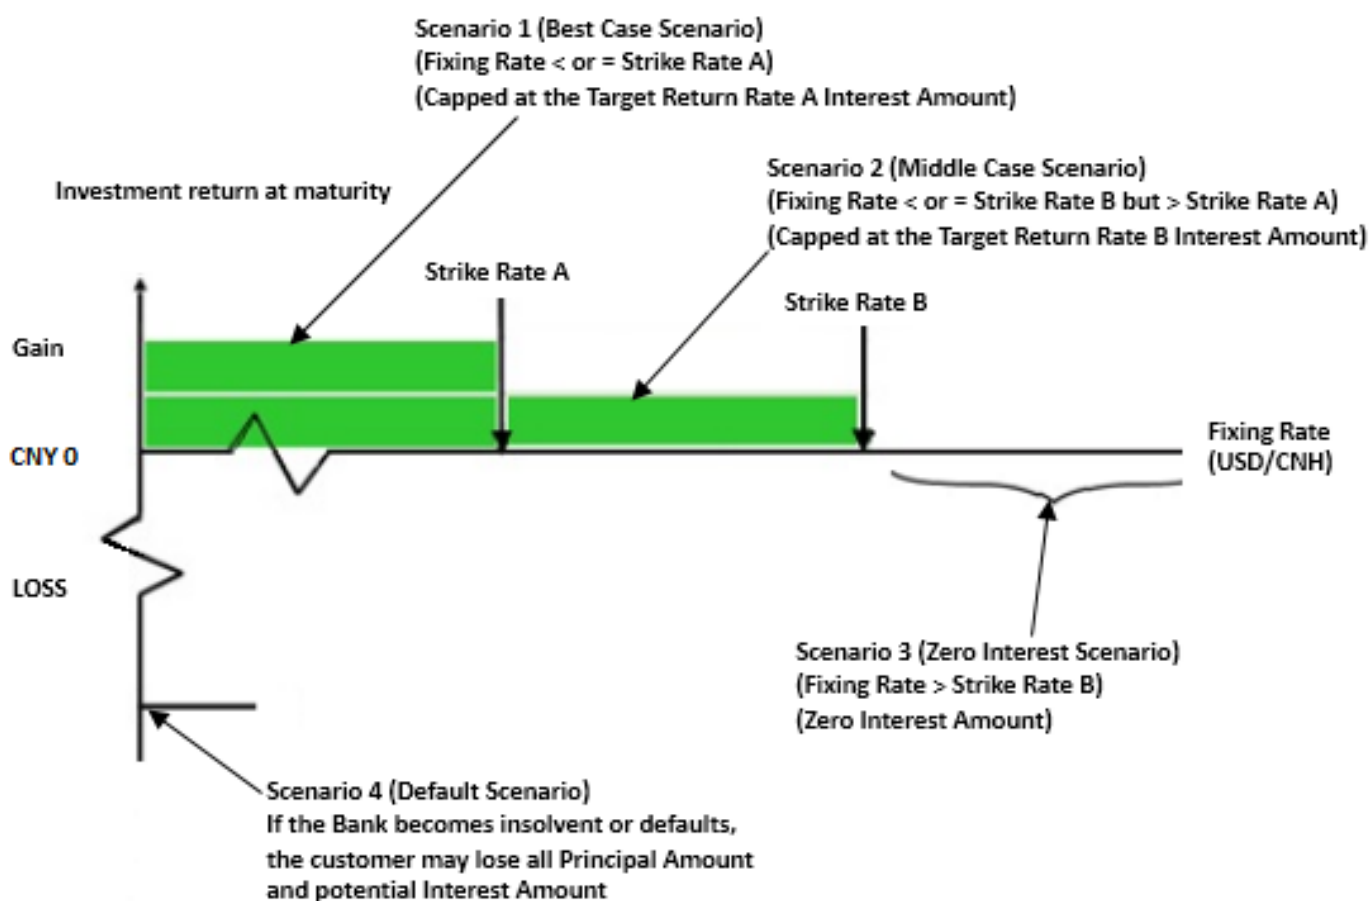 Scenario 1 (Best Case Scenario)
(Fixing Rate < or = Strike Rate A)
(Capped at the Target Return Rate A Interest Amount)
Scenario 2 (Middle Case Scenario)
(Fixing Rate < or = Strike Rate B but > Strike Rate A)
(Capped at the Target Return Rate B Interest Amount)
Investment return at maturity
Strike Rate A
Strike Rate B
Gain
CNY 0
Fixing Rate
(USD/CNH)
LOSS
Scenario 3 (Zero Interest Scenario)
(Fixing Rate > Strike Rate B)
(Zero Interest Amount)
Scenario 4 (Default Scenario)
If the Bank becomes insolvent or defaults,
the customer may lose all Principal Amount
and potential Interest Amount